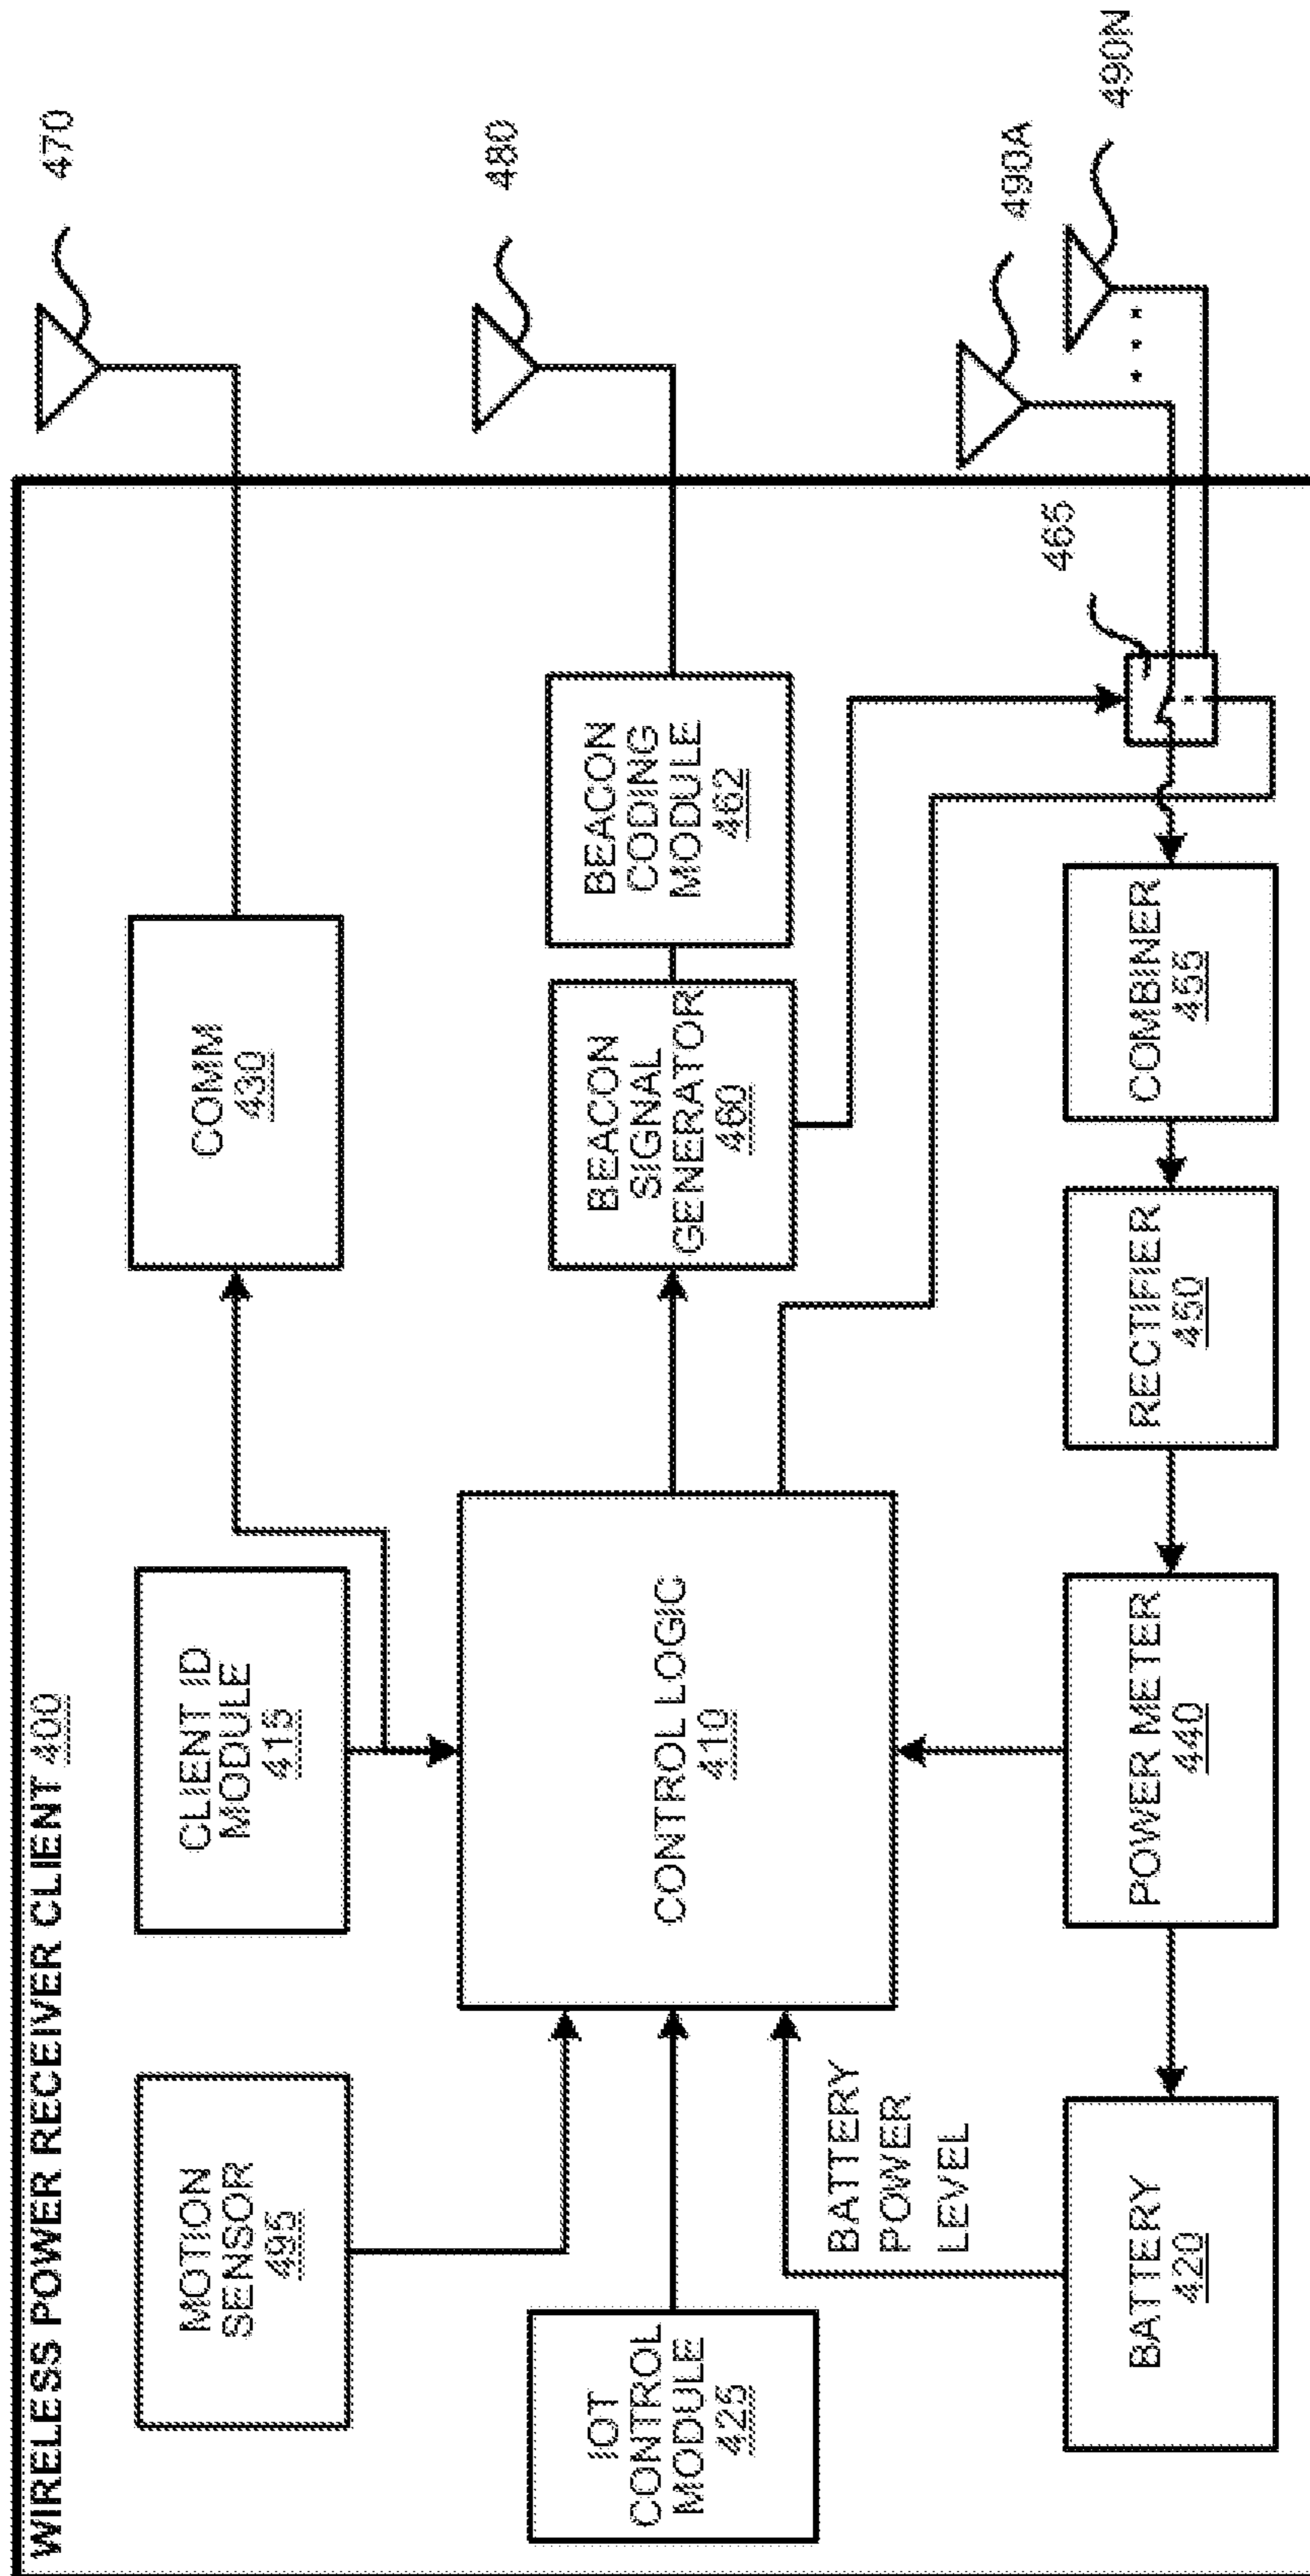 WIRELESS POWER RECEIVER CLIENT 400
MOTION
SENSOR
495
CLIENT ID
MODULE
415
COMM
430
470
IOT
CONTROL
MODULE
425
CONTROL LOGIC
410
BEACON
SIGNAL
GENERATOR
460
BEACON
CODING
MODULE
462
480
BATTERY
POWER
LEVEL
465
490A
490N
BATTERY
420
POWER METER
440
RECTIFIER
450
COMBINER
455